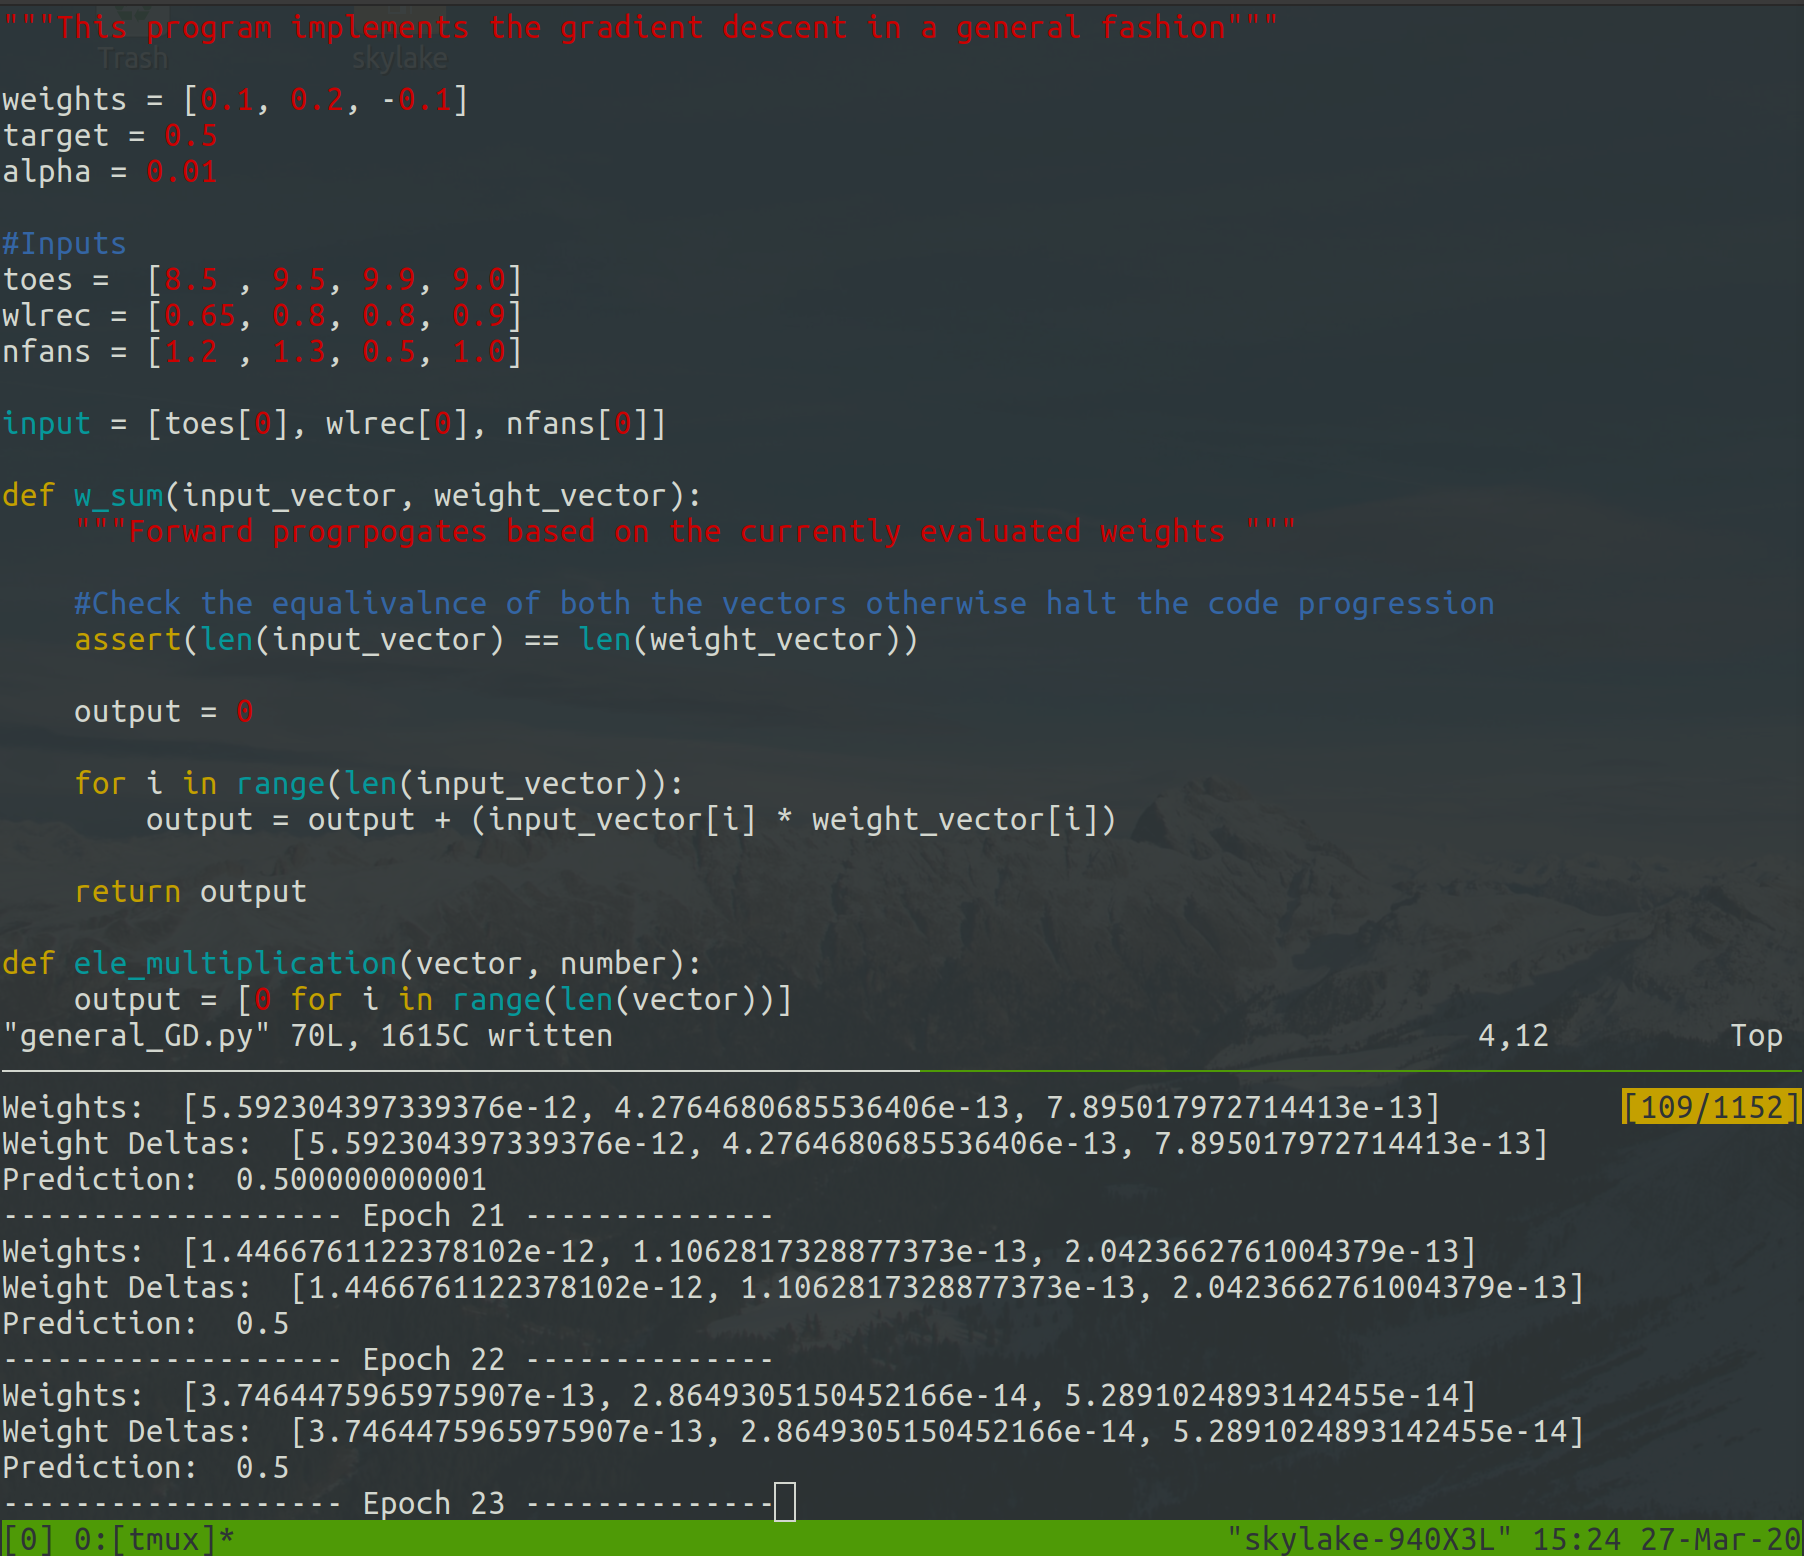 """This program implements the gradient descent in a general fashion"""
Trash skylake
weights = [0.1, 0.2, -0.1]
target = 0.5
alpha = 0.01
#Inputs
toes =  [8.5 , 9.5, 9.9, 9.0]
wlrec = [0.65, 0.8, 0.8, 0.9]
nfans = [1.2 , 1.3, 0.5, 1.0]
input = [toes[0], wlrec[0], nfans[0]]
def w_sum(input_vector, weight_vector):
    """Forward progrpogates based on the currently evaluated weights """
    #Check the equalivalnce of both the vectors otherwise halt the code progression
    assert(len(input_vector) == len(weight_vector))
    output = 0
    for i in range(len(input_vector)):
        output = output + (input_vector[i] * weight_vector[i])
    return output
def ele_multiplication(vector, number):
    output = [0 for i in range(len(vector))]
"general_GD.py" 70L, 1615C written 4,12 Top
Weights:  [5.592304397339376e-12, 4.2764680685536406e-13, 7.895017972714413e-13] [109/1152]
Weight Deltas:  [5.592304397339376e-12, 4.2764680685536406e-13, 7.895017972714413e-13]
Prediction:  0.500000000001
------------------- Epoch 21 --------------
Weights:  [1.4466761122378102e-12, 1.1062817328877373e-13, 2.0423662761004379e-13]
Weight Deltas:  [1.4466761122378102e-12, 1.1062817328877373e-13, 2.0423662761004379e-13]
Prediction:  0.5
------------------- Epoch 22 --------------
Weights:  [3.7464475965975907e-13, 2.8649305150452166e-14, 5.2891024893142455e-14]
Weight Deltas:  [3.7464475965975907e-13, 2.8649305150452166e-14, 5.2891024893142455e-14]
Prediction:  0.5
------------------- Epoch 23 --------------
[0] 0:[tmux]* "skylake-940X3L" 15:24 27-Mar-20